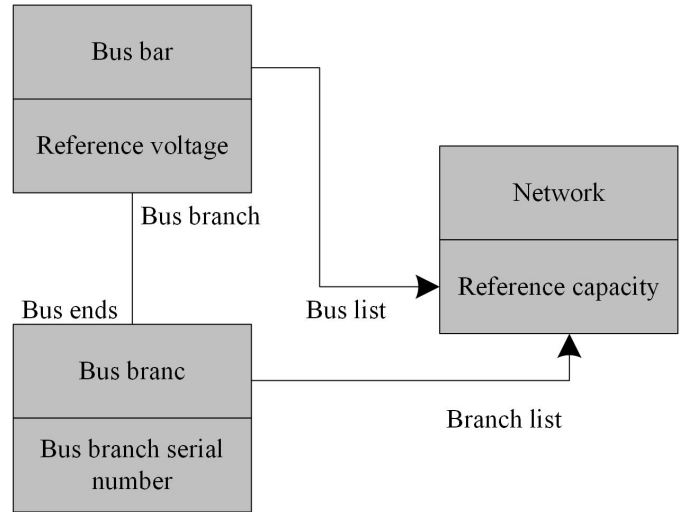 Bus bar
Reference voltage
Bus branch
Network
Reference capacity
Bus ends
Bus list
Bus branc
Branch list
Bus branch serial
number